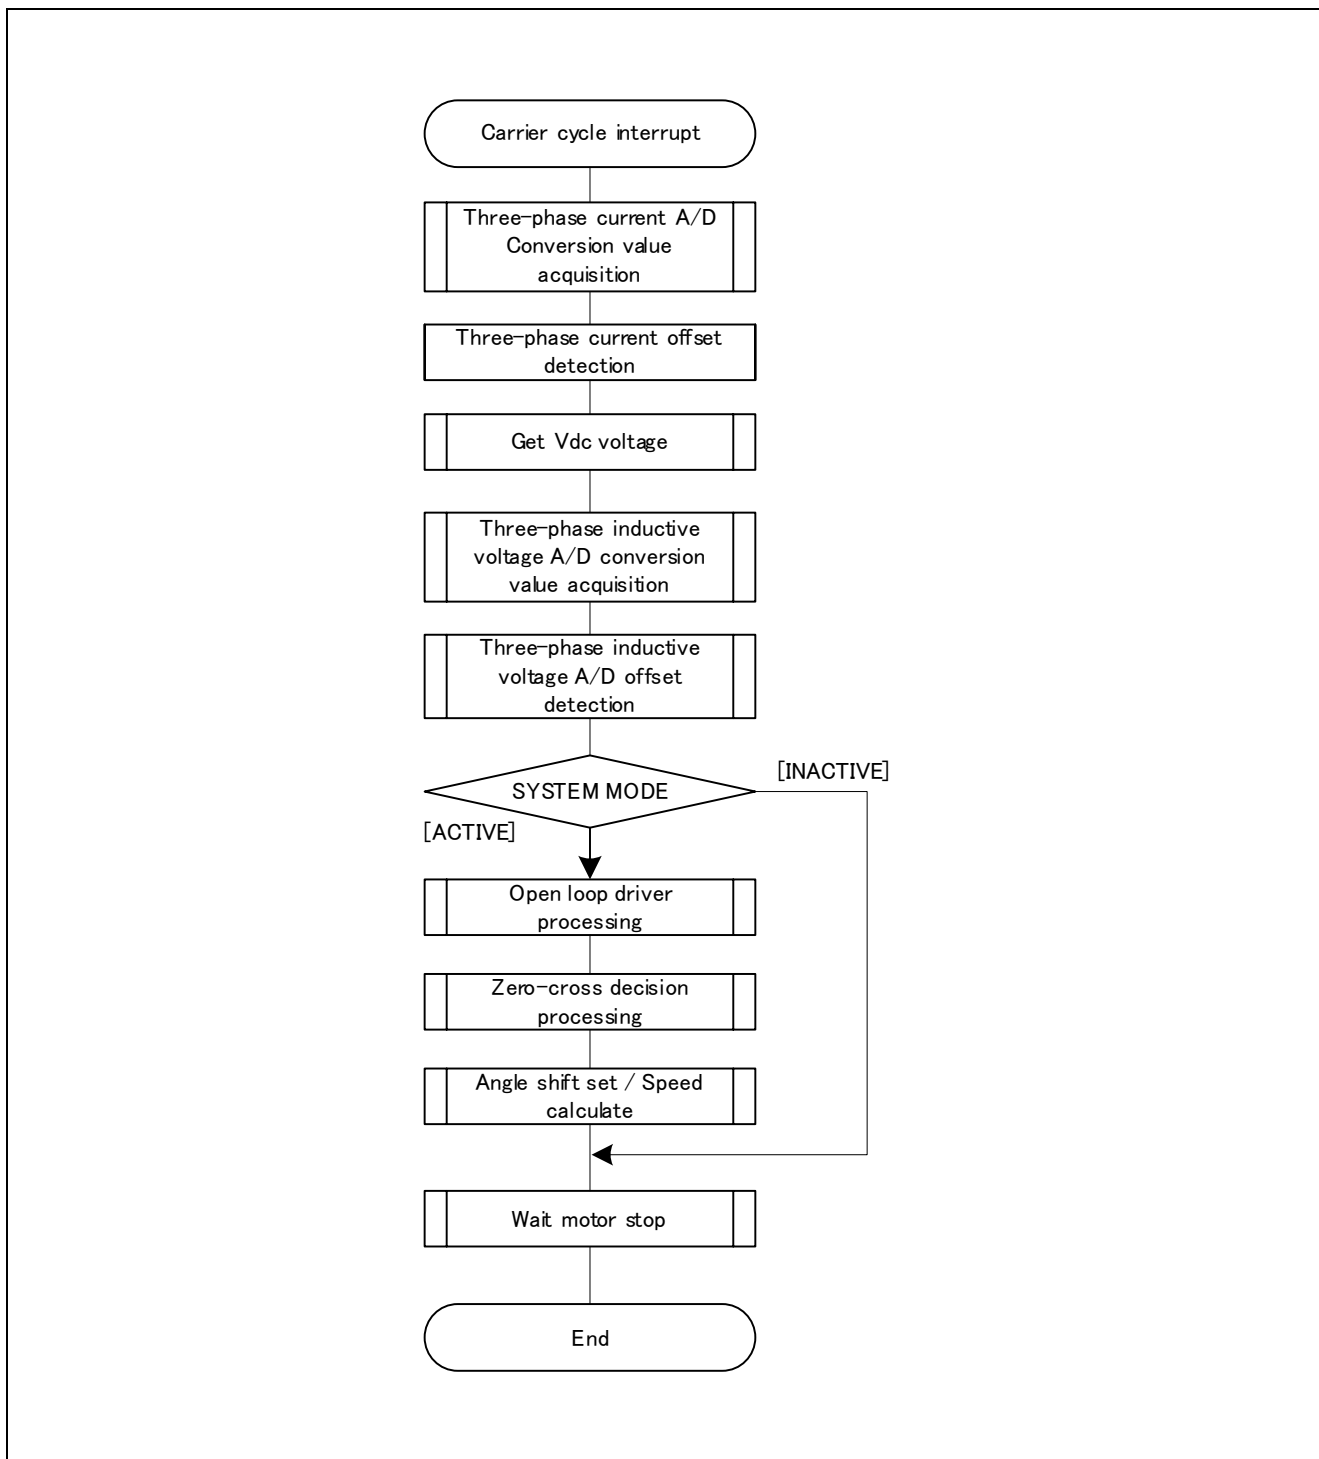 Carrier cycle interrupt
Three-phase current A/D
Conversion value
acquisition
Three-phase current offset
detection
Get Vdc voltage
Three-phase inductive
voltage A/D conversion
value acquisition
Three-phase inductive
voltage A/D offset
detection
SYSTEM MODE
[INACTIVE]
[ACTIVE]
Open loop driver
processing
Zero-cross decision
processing
Angle shift set / Speed
calculate
Wait motor stop
End